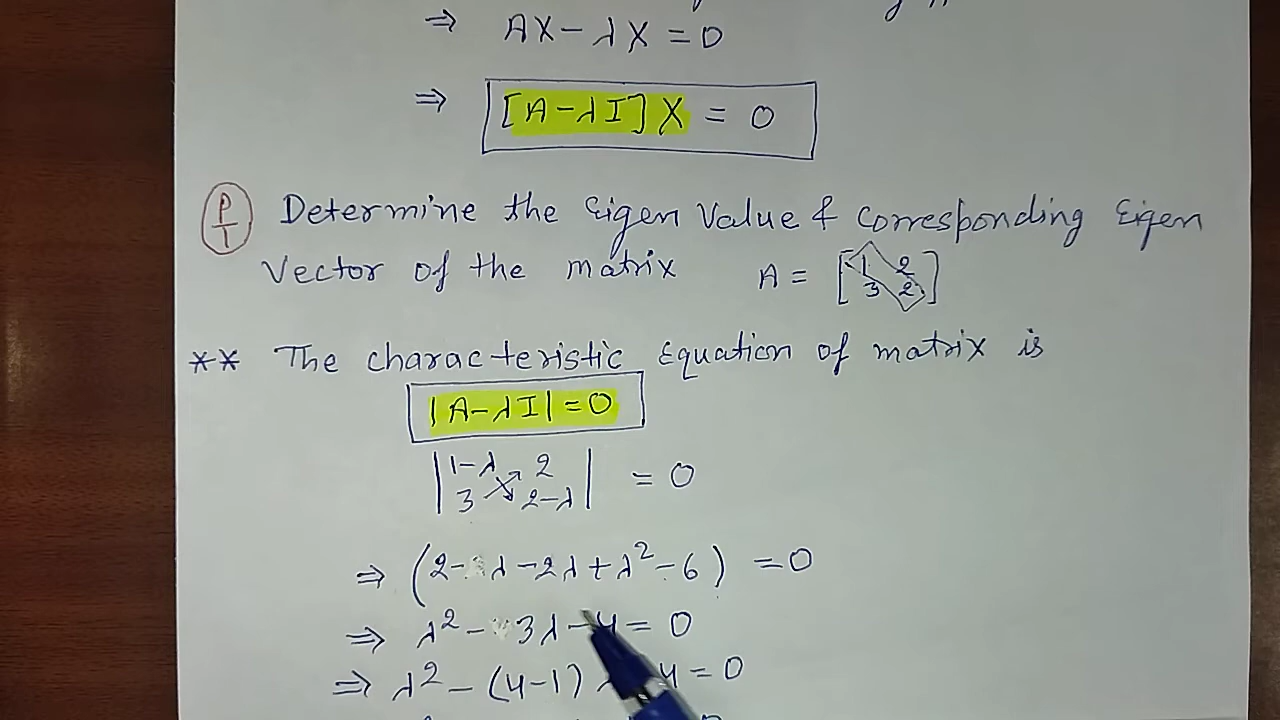 ⇒ AX - λX = 0
⇒ [A - λI] X = 0
P/1 Determine the Eigen Value & Corresponding Eigen
Vector of the matrix A = [1 2
3 2]
** The characteristic Equation of matrix is
|A - λI| = 0
|1-λ 2
3 2-λ| = 0
⇒ (2 - λ - 2λ + λ² - 6) = 0
⇒ λ² - 3λ - 4 = 0
⇒ λ² - (4-1) λ 4 = 0